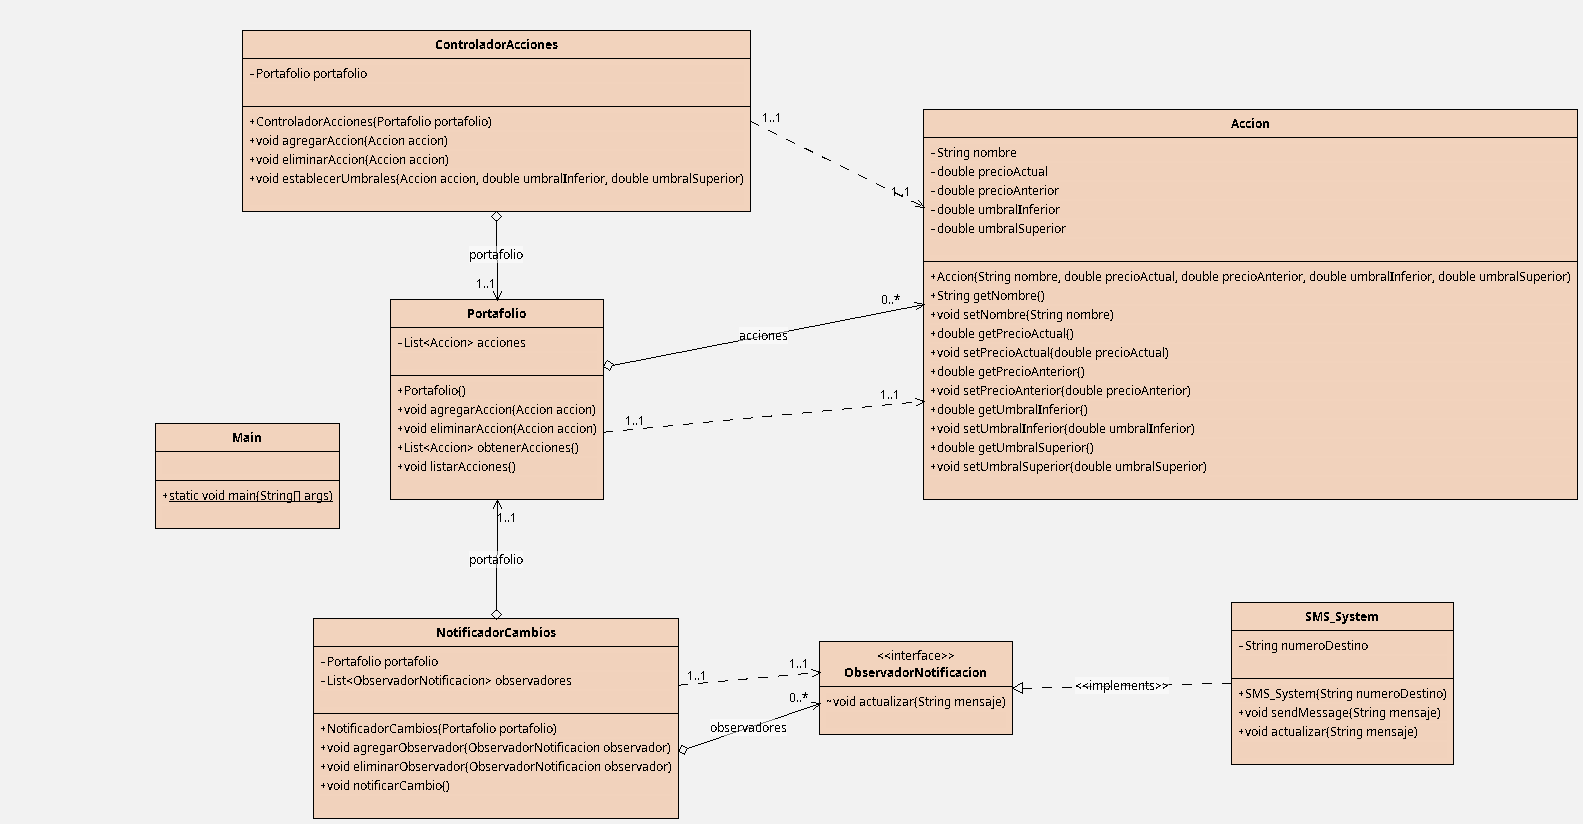 ControladorAcciones
-Portafolio portafolio
+ControladorAcciones(Portafolio portafolio)
+void agregarAccion(Accion accion)
+void eliminarAccion(Accion accion)
+void establecerUmbrales(Accion accion, double umbralInferior, double umbralSuperior)
1..1
1..1
Accion
-String nombre
-double precioActual
-double precioAnterior
-double umbralInferior
-double umbralSuperior
+Accion(String nombre, double precioActual, double precioAnterior, double umbralInferior, double umbralSuperior)
+String getNombre()
+void setNombre(String nombre)
+double getPrecioActual()
+void setPrecioActual(double precioActual)
+double getPrecioAnterior()
+void setPrecioAnterior(double precioAnterior)
+double getUmbralInferior()
+void setUmbralInferior(double umbralInferior)
+double getUmbralSuperior()
+void setUmbralSuperior(double umbralSuperior)
portafolio
1..1
Portafolio
-List<Accion> acciones
+Portafolio()
+void agregarAccion(Accion accion)
+void eliminarAccion(Accion accion)
+List<Accion> obtenerAcciones()
+void listarAcciones()
0..*
acciones
1..1
1..1
Main
+static void main(String[] args)
1..1
portafolio
NotificadorCambios
-Portafolio portafolio
-List<ObservadorNotificacion> observadores
+NotificadorCambios(Portafolio portafolio)
+void agregarObservador(ObservadorNotificacion observador)
+void eliminarObservador(ObservadorNotificacion observador)
+void notificarCambio()
1..1
1..1
0..*
observadores
<<interface>>
ObservadorNotificacion
~void actualizar(String mensaje)
<<implements>>
SMS_System
-String numeroDestino
+SMS_System(String numeroDestino)
+void sendMessage(String mensaje)
+void actualizar(String mensaje)